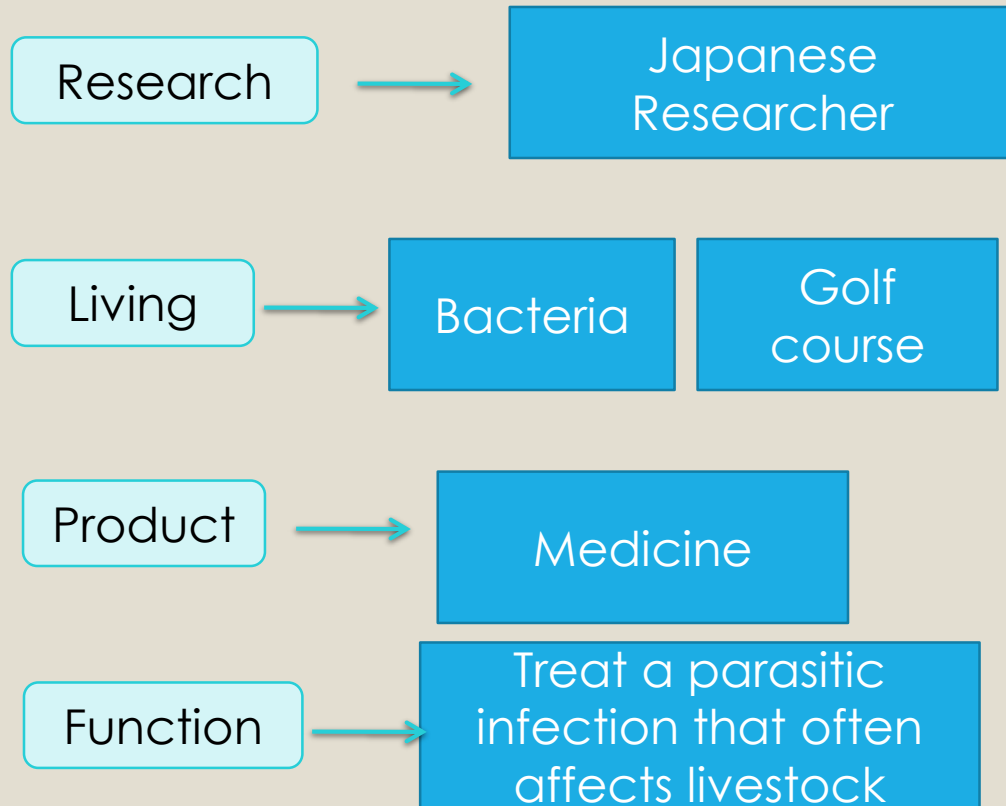 Research
Japanese
Researcher
Living
Bacteria
Golf
course
Product
Medicine
Function
Treat a parasitic
infection that often
affects livestock